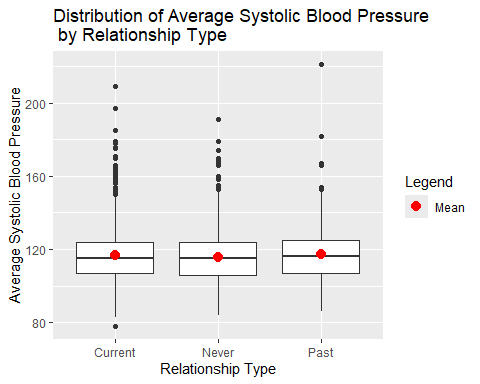 Distribution of Average Systolic Blood Pressure
by Relationship Type
Average Systolic Blood Pressure
200
160
120
80
Current Never Past
Relationship Type
Legend
Mean